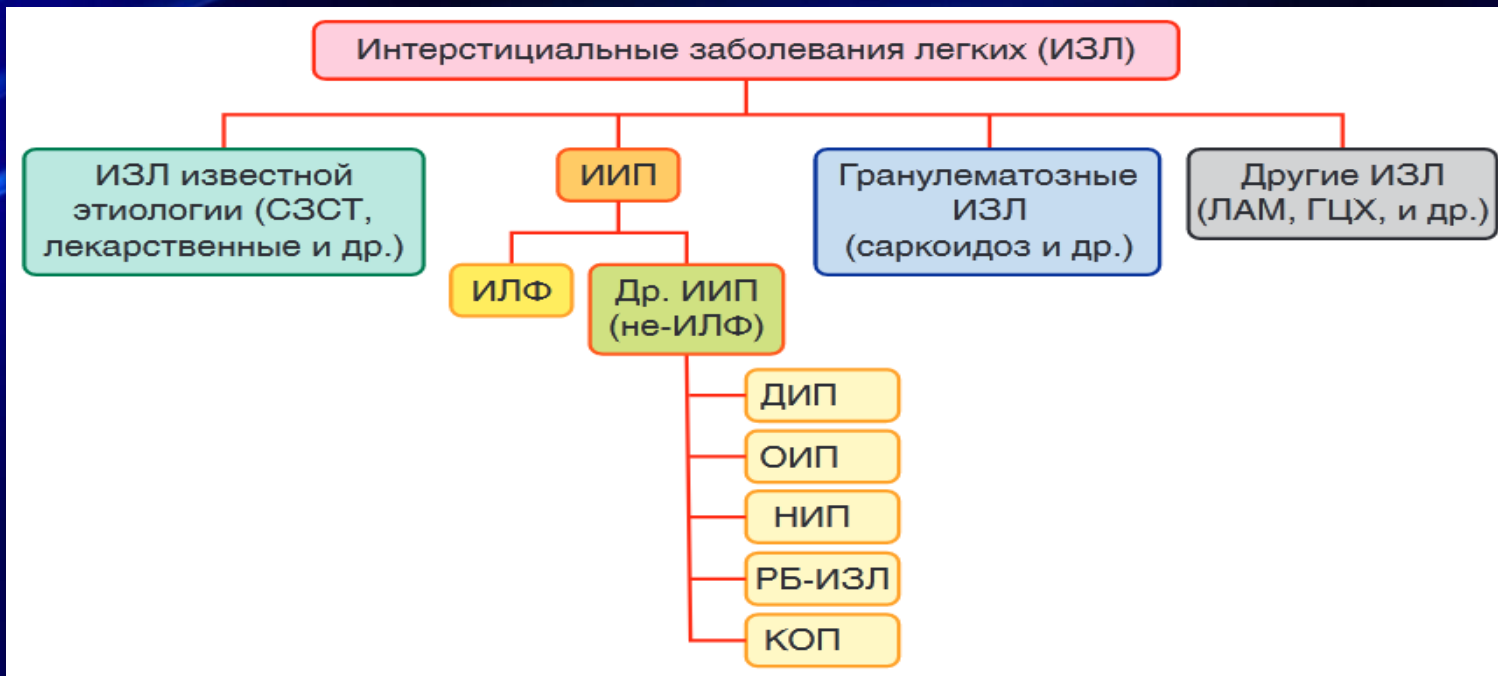 Интерстициальные заболевания легких (ИЗЛ)
ИЗЛ известной
этиологии (СЗСТ,
лекарственные и др.)
ИИП
Гранулематозные
ИЗЛ
(саркоидоз и др.)
Другие ИЗЛ
(ЛАМ, ГЦХ, и др.)
ИЛФ
Др. ИИП
(не-ИЛФ)
ДИП
ОИП
НИП
РБ-ИЗЛ
КОП